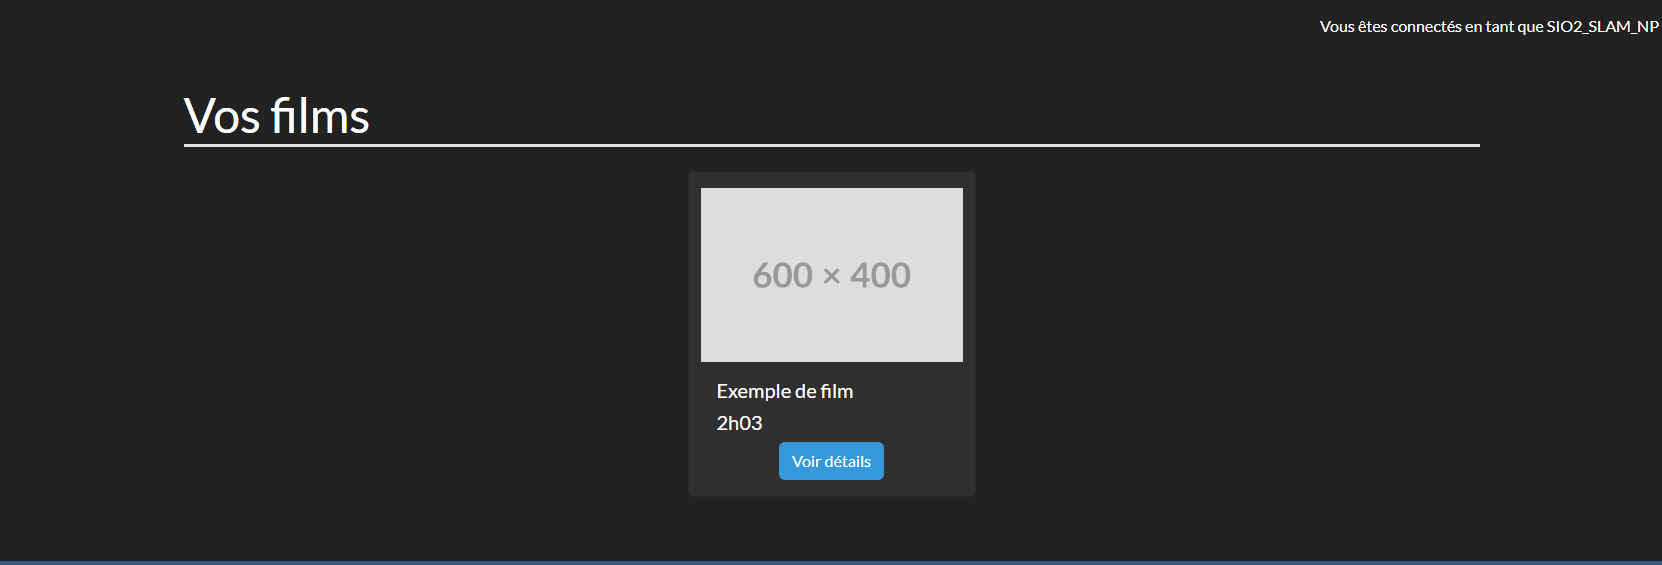 Vous êtes connectés en tant que SIO2_SLAM_NP
Vos films
600 × 400
Exemple de film
2h03
Voir détails